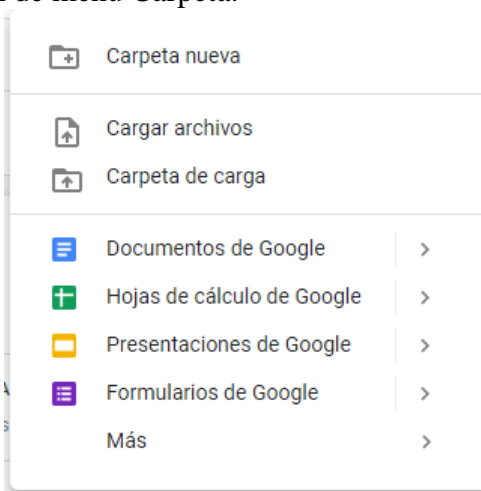 de menú Carpeta.
Carpeta nueva
Cargar archivos
Carpeta de carga
Documentos de Google
Hojas de cálculo de Google
Presentaciones de Google
Formularios de Google
Más